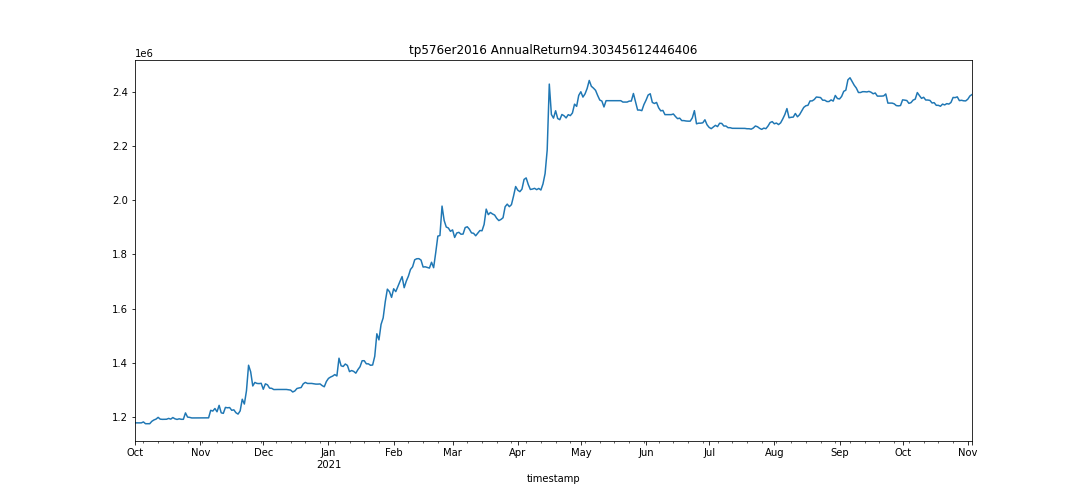 tp576er2016 AnnualReturn94.30345612446406
1e6
2.4
2.2
2.0
1.8
1.6
1.4
1.2
Oct Nov Dec Jan Feb Mar Apr May Jun Jul Aug Sep Oct Nov
2021
timestamp